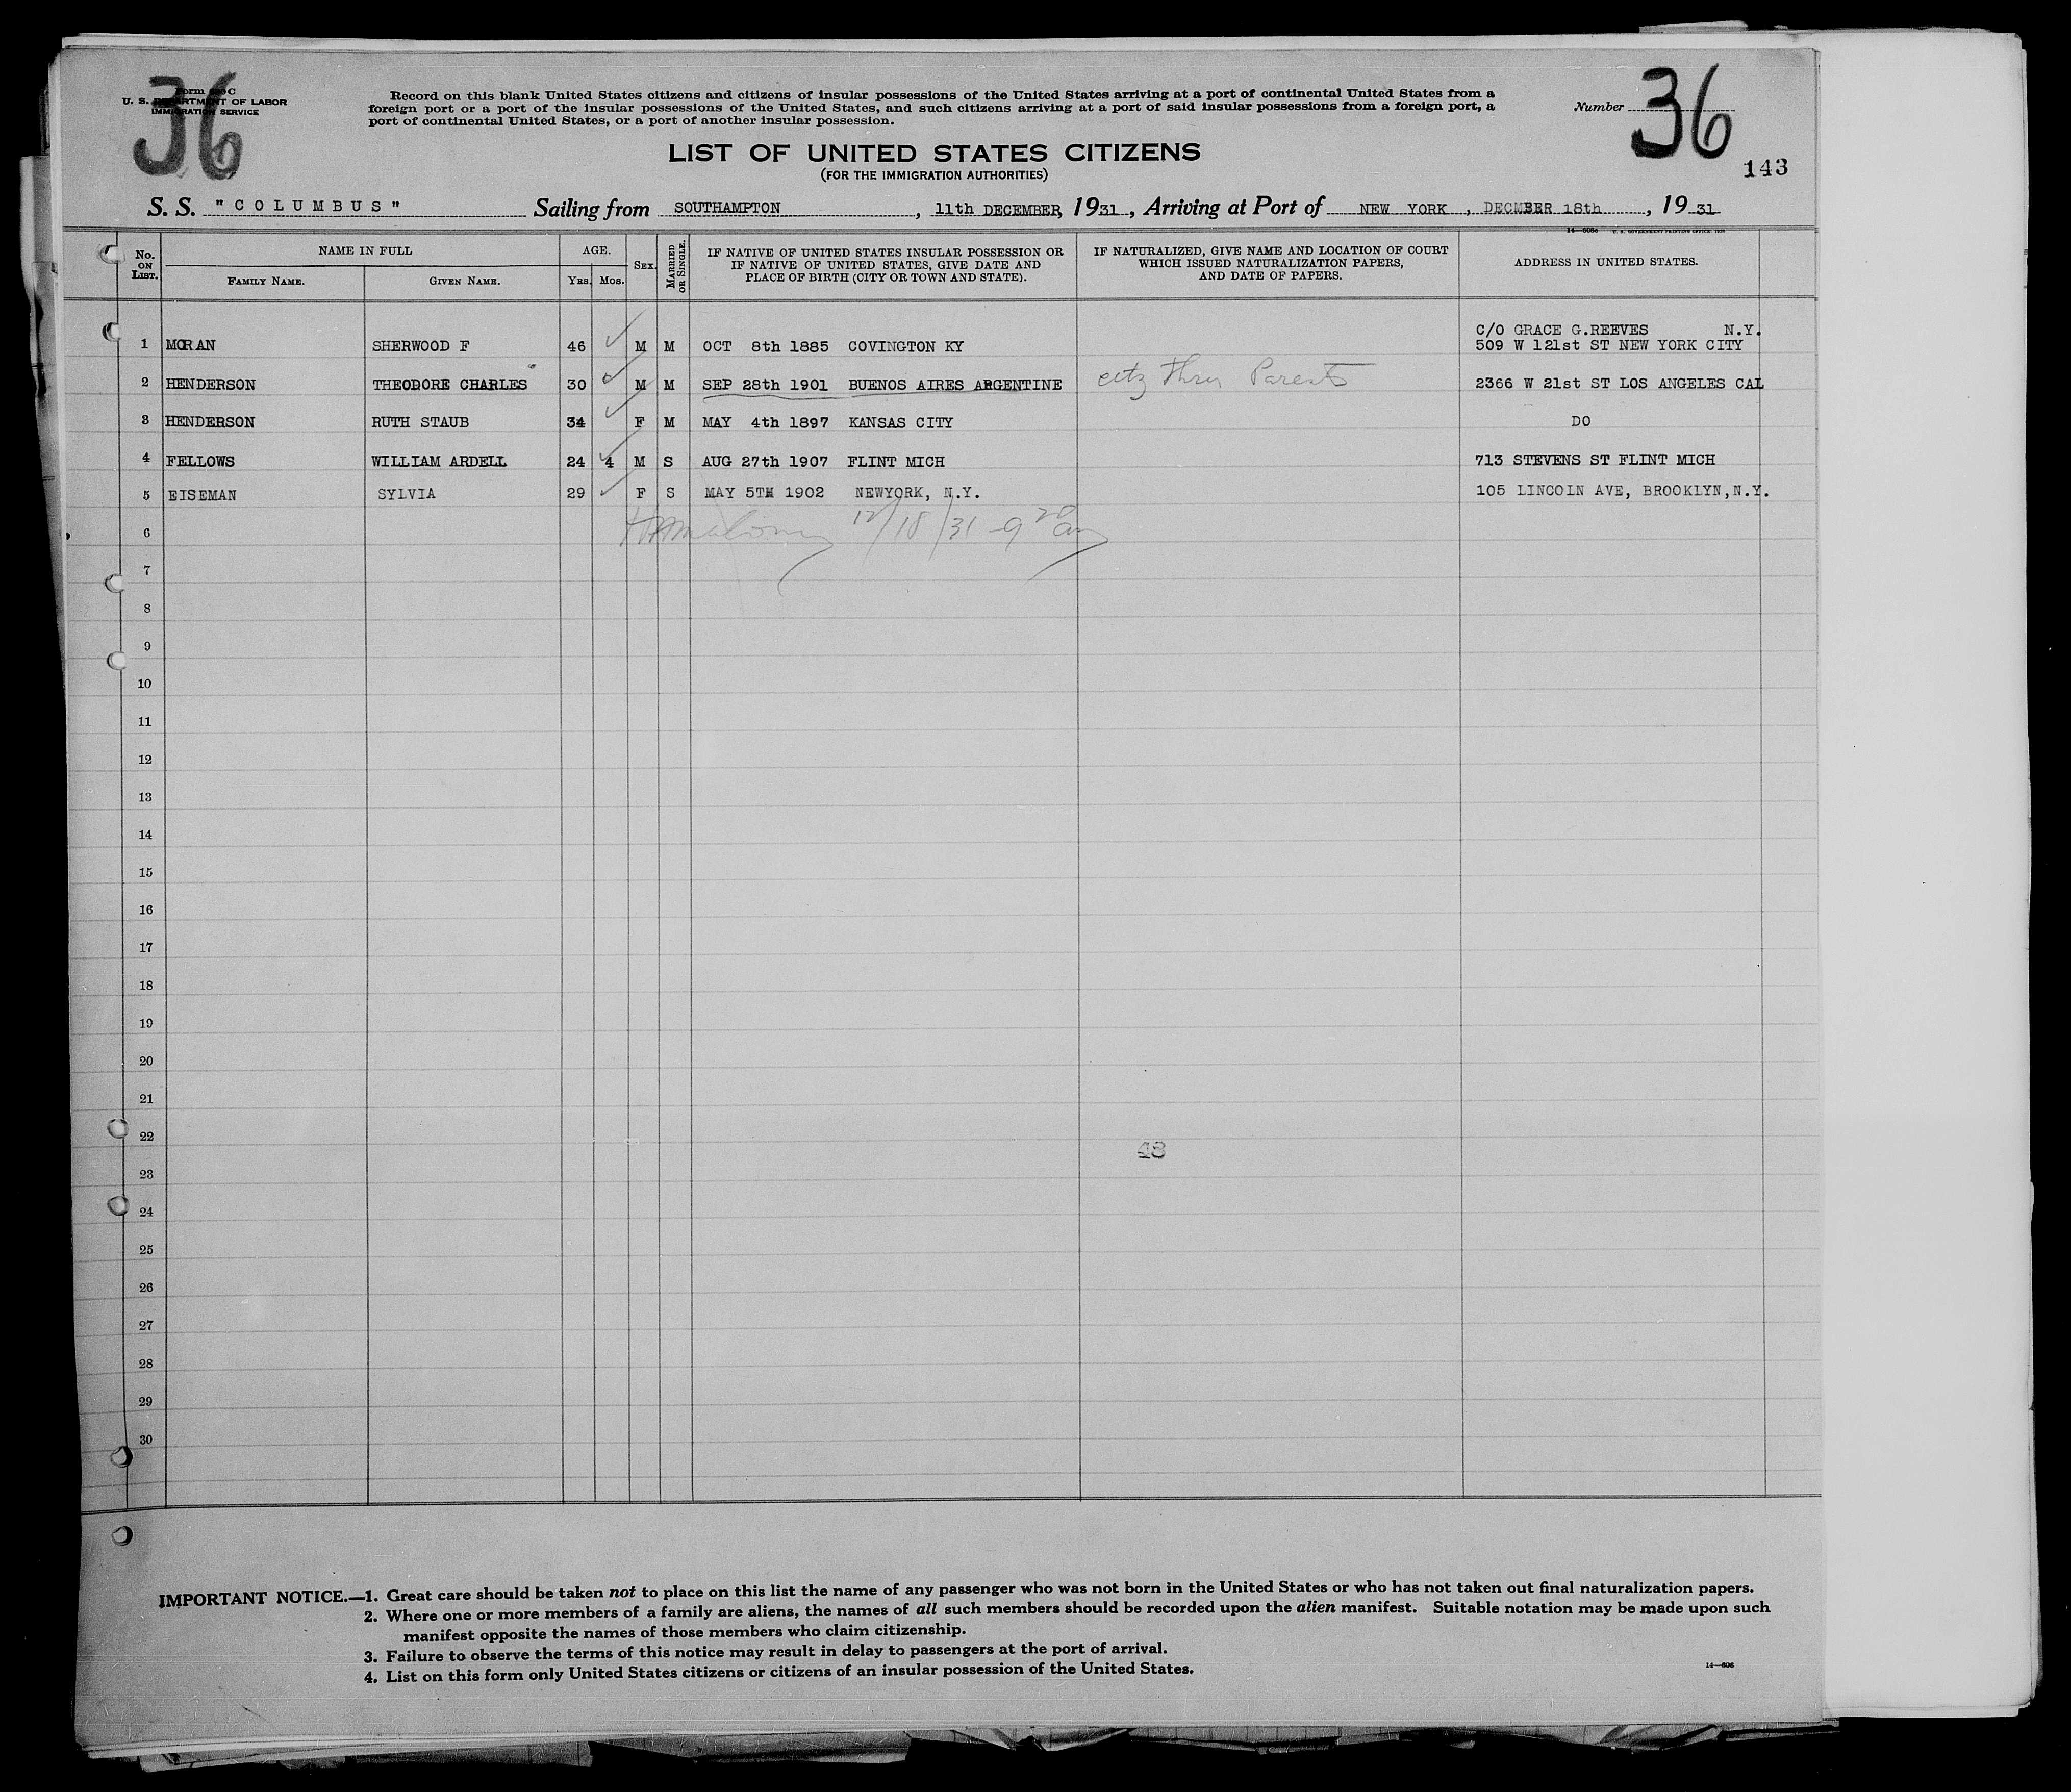 36
Form 630 C
U. S. DEPARTMENT OF LABOR
IMMIGRATION SERVICE
Record on this blank United States citizens and citizens of insular possessions of the United States arriving at a port of continental United States from a
foreign port or a port of the insular possessions of the United States, and such citizens arriving at a port of said insular possessions from a foreign port, a
port of continental United States, or a port of another insular possession.
Number 36
LIST OF UNITED STATES CITIZENS
(FOR THE IMMIGRATION AUTHORITIES)
143
S. S. "COLUMBUS" Sailing from SOUTHAMPTON, 11th DECEMBER, 1931, Arriving at Port of NEW YORK, DECMBER 18th, 1931
14—606c U. S. GOVERNMENT PRINTING OFFICE: 1930
No. ON LIST. NAME IN FULL FAMILY NAME. GIVEN NAME. AGE. YRS. MOS. SEX. MARRIED OR SINGLE. IF NATIVE OF UNITED STATES INSULAR POSSESSION OR IF NATIVE OF UNITED STATES, GIVE DATE AND PLACE OF BIRTH (CITY OR TOWN AND STATE). IF NATURALIZED, GIVE NAME AND LOCATION OF COURT WHICH ISSUED NATURALIZATION PAPERS, AND DATE OF PAPERS. ADDRESS IN UNITED STATES.
C/O GRACE G.REEVES N.Y.
1 MORAN SHERWOOD F 46 M M OCT 8th 1885 COVINGTON KY 509 W 121st ST NEW YORK CITY
2 HENDERSON THEODORE CHARLES 30 M M SEP 28th 1901 BUENOS AIRES ARGENTINE citz thru Parents 2366 W 21st ST LOS ANGELES CAL
3 HENDERSON RUTH STAUB 34 F M MAY 4th 1897 KANSAS CITY DO
4 FELLOWS WILLIAM ARDELL 24 4 M S AUG 27th 1907 FLINT MICH 713 STEVENS ST FLINT MICH
5 EISEMAN SYLVIA 29 F S MAY 5TH 1902 NEWYORK, N.Y. 105 LINCOLN AVE, BROOKLYN,N.Y.
6 12/18/31 9 20 am
7
8
9
10
11
12
13
14
15
16
17
18
19
20
21
22
48
23
24
25
26
27
28
29
30
IMPORTANT NOTICE.—1. Great care should be taken not to place on this list the name of any passenger who was not born in the United States or who has not taken out final naturalization papers.
2. Where one or more members of a family are aliens, the names of all such members should be recorded upon the alien manifest. Suitable notation may be made upon such
manifest opposite the names of those members who claim citizenship.
3. Failure to observe the terms of this notice may result in delay to passengers at the port of arrival.
4. List on this form only United States citizens or citizens of an insular possession of the United States.
14—606